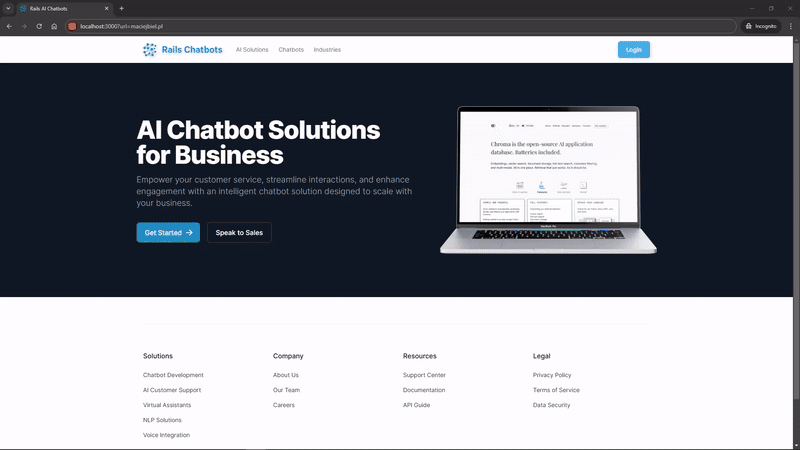 Rails AI Chatbots
localhost:3000?url=maciejbiel.pl
Incognito
Rails Chatbots
AI Solutions
Chatbots
Industries
Login
AI Chatbot Solutions
for Business
Empower your customer service, streamline interactions, and enhance
engagement with an intelligent chatbot solution designed to scale with
your business.
Get Started
Speak to Sales
Chroma is the open-source AI application
database. Batteries included.
Solutions
Chatbot Development
AI Customer Support
Virtual Assistants
NLP Solutions
Voice Integration
Company
About Us
Our Team
Careers
Resources
Support Center
Documentation
API Guide
Legal
Privacy Policy
Terms of Service
Data Security